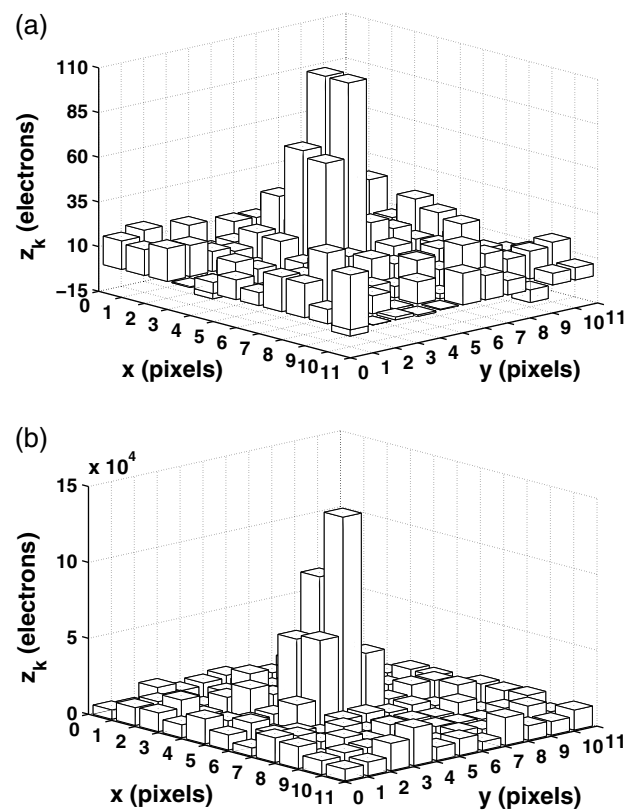 (a)
110
85
60
35
10
−15
z_k (electrons)
0 1 2 3 4 5 6 7 8 9 10 11
x (pixels)
0 1 2 3 4 5 6 7 8 9 10 11
y (pixels)
(b)
x 10^4
15
10
5
0
z_k (electrons)
0 1 2 3 4 5 6 7 8 9 10 11
x (pixels)
0 1 2 3 4 5 6 7 8 9 10 11
y (pixels)